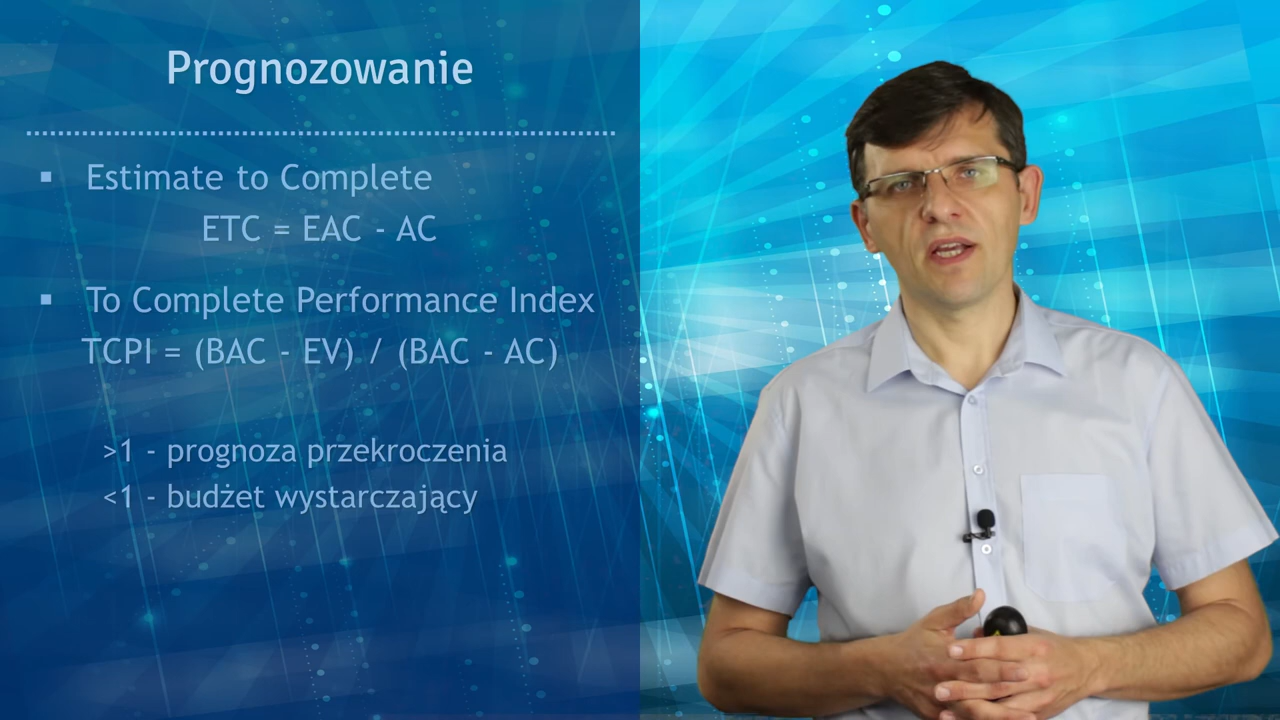 Prognozowanie
▪ Estimate to Complete
ETC = EAC - AC
▪ To Complete Performance Index
TCPI = (BAC - EV) / (BAC - AC)
>1 - prognoza przekroczenia
<1 - budżet wystarczający